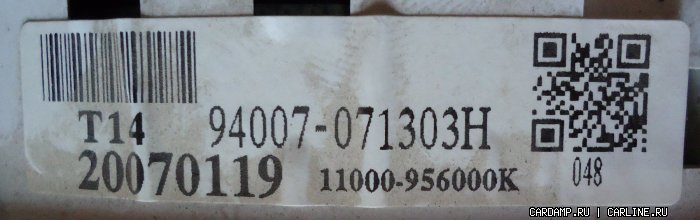 T14 94007-071303H
20070119 11000-956000K
048
CARDAMP.RU | CARLINE.RU